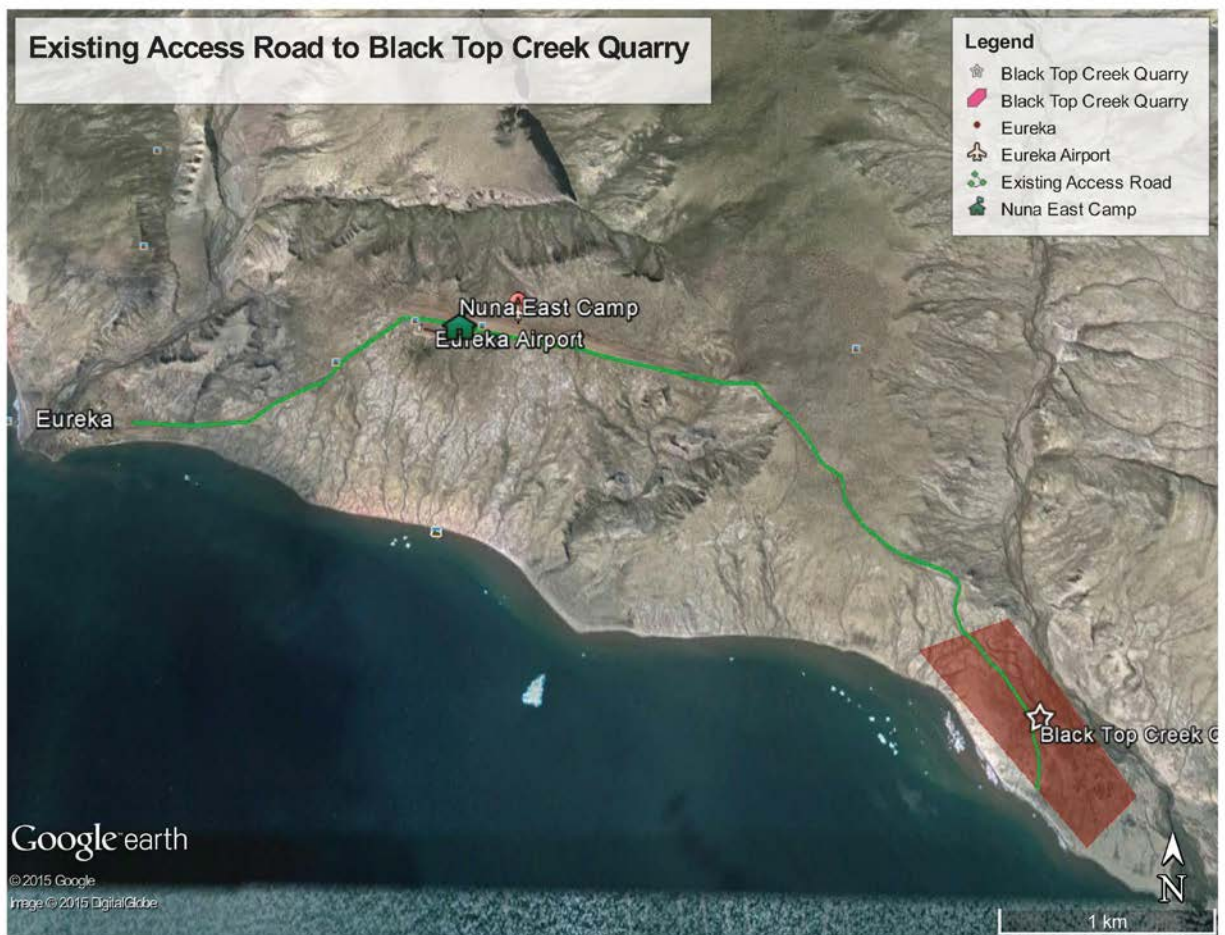 Existing Access Road to Black Top Creek Quarry
Legend
Black Top Creek Quarry
Black Top Creek Quarry
Eureka
Eureka Airport
Existing Access Road
Nuna East Camp
Nuna East Camp
Eureka Airport
Eureka
Black Top Creek Q
Google earth
© 2015 Google
Image © 2015 DigitalGlobe
N
1 km